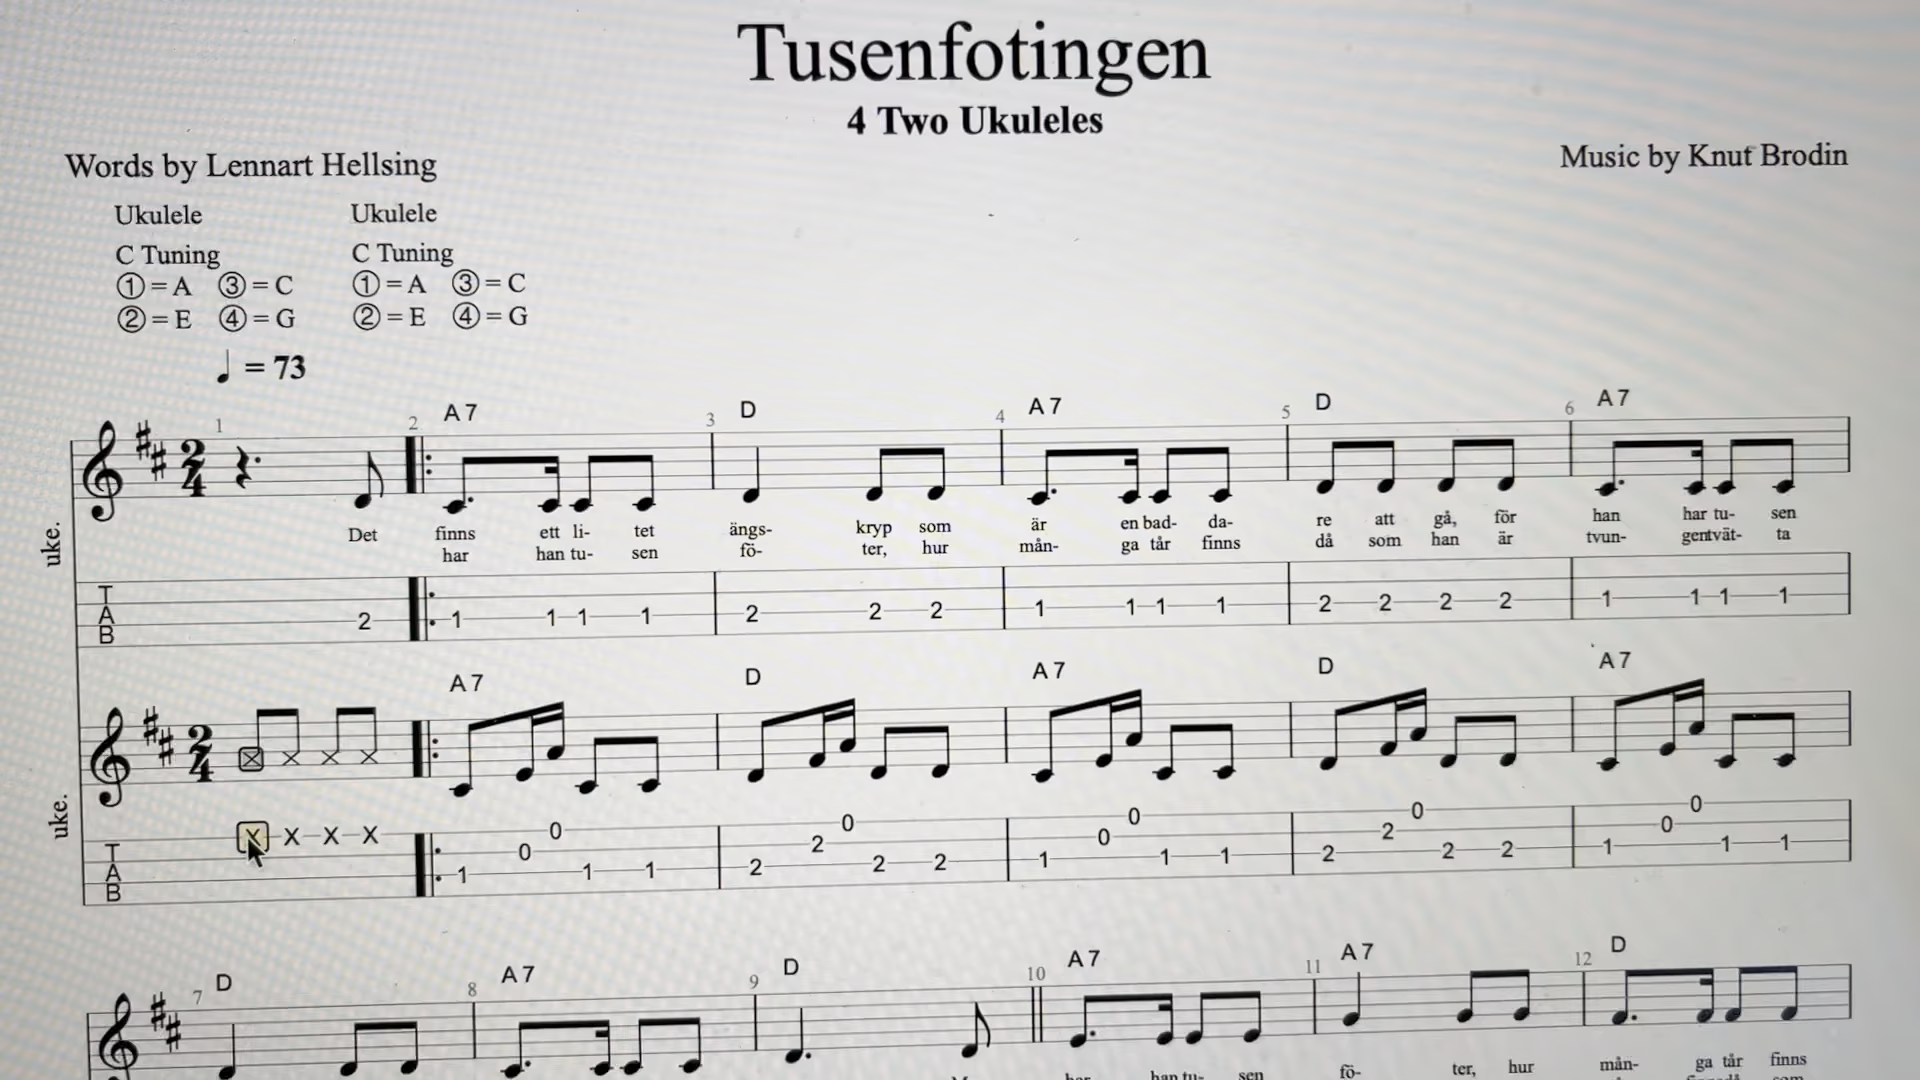 Tusenfotingen
4 Two Ukuleles
Words by Lennart Hellsing
Music by Knut Brodin
Ukulele Ukulele
C Tuning C Tuning
①=A ③=C ①=A ③=C
②=E ④=G ②=E ④=G
♩ = 73
1 2 A7 3 D 4 A7 5 D 6 A7
2/4
uke.
Det finns ett li- tet ängs- kryp som är en bad- da- re att gå, för han har tu- sen
har han tu- sen fö- ter, hur mån- ga tår finns då som han är tvun- gentvät- ta
T A B
2 1 1 1 1 2 2 2 1 1 1 1 2 2 2 2 1 1 1 1
A7 D A7 D A7
2/4
uke.
T A B
X X X X 1 0 0 1 1 2 2 0 2 2 1 0 0 1 1 2 2 0 2 2 1 0 0 1 1
7 D 8 A7 9 D 10 A7 11 A7 12 D
har han tu- sen fö- ter, hur mån- ga tår finns